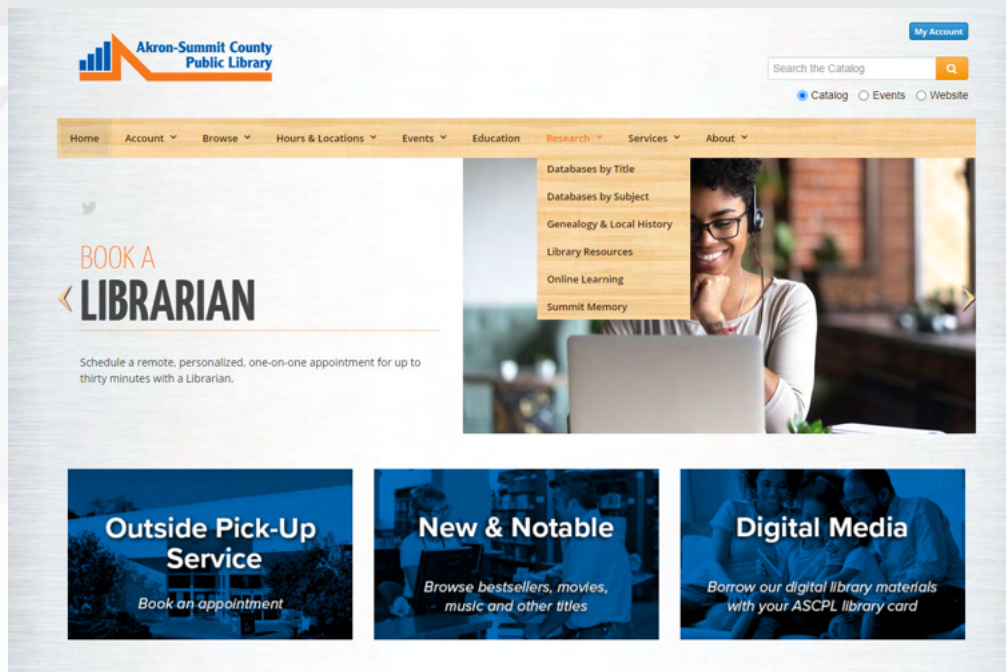 Akron-Summit County
Public Library
My Account
Search the Catalog
Catalog Events Website
Home Account Browse Hours & Locations Events Education Research Services About
Databases by Title
Databases by Subject
Genealogy & Local History
Library Resources
Online Learning
Summit Memory
BOOK A
LIBRARIAN
Schedule a remote, personalized, one-on-one appointment for up to
thirty minutes with a Librarian.
Outside Pick-Up
Service
Book an appointment
New & Notable
Browse bestsellers, movies,
music and other titles
Digital Media
Borrow our digital library materials
with your ASCPL library card